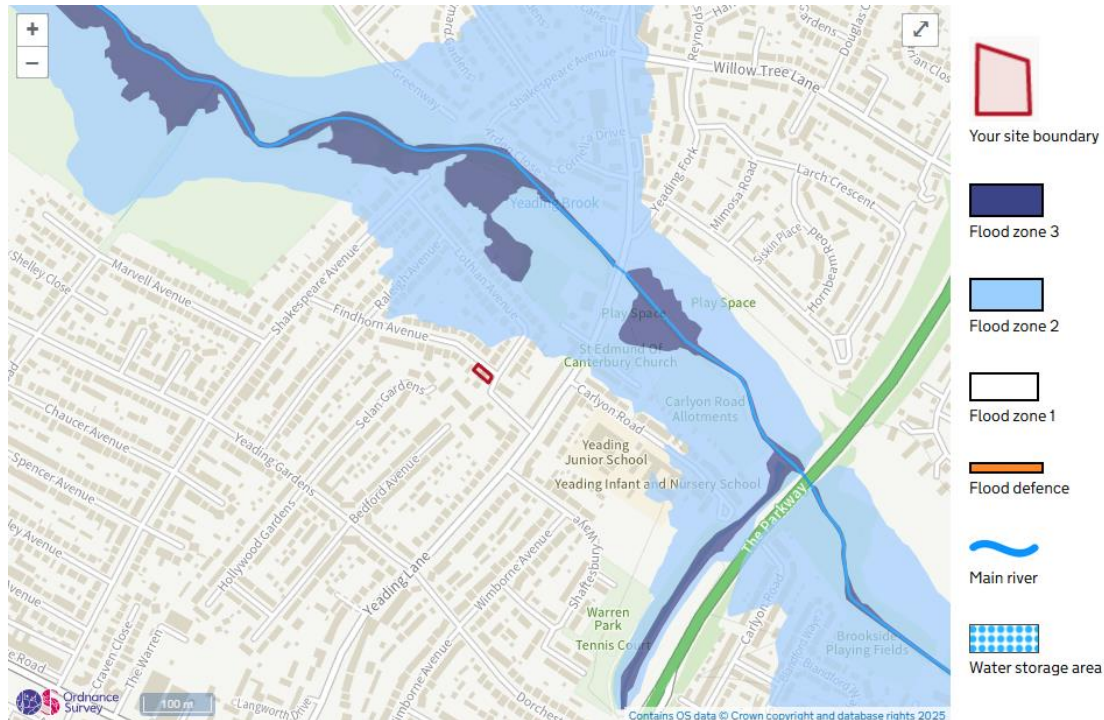 +
−
Reynolds
Gardens
Douglas
Willow Tree Lane
Greenway
Shakespeare Avenue
Cornelia Drive
Yeading Fork
Mimosa Road
Larch Crescent
Siskin Place
Hornbeam Road
Yeading Brook
Shelley Close
Marvell Avenue
Shakespeare Avenue
Raleigh Avenue
Findhorn Avenue
Play Space
Play Space
St Edmund Of
Canterbury Church
Selan Gardens
Carlyon Road
Carlyon Road
Allotments
Chaucer Avenue
Yeading Gardens
Spencer Avenue
Bedford Avenue
Yeading
Junior School
Yeading Infant and Nursery School
The Parkway
Hollywood Gardens
Yeading Lane
Wimborne Avenue
Shaftesbury Waye
Warren
Park
Tennis Court
Carlyon Road
Brookside
Playing Fields
Craven Close
The Warren
Langworth Drive
Wimborne Avenue
Ordnance
Survey
100 m
Contains OS data © Crown copyright and database rights 2025
Your site boundary
Flood zone 3
Flood zone 2
Flood zone 1
Flood defence
Main river
Water storage area